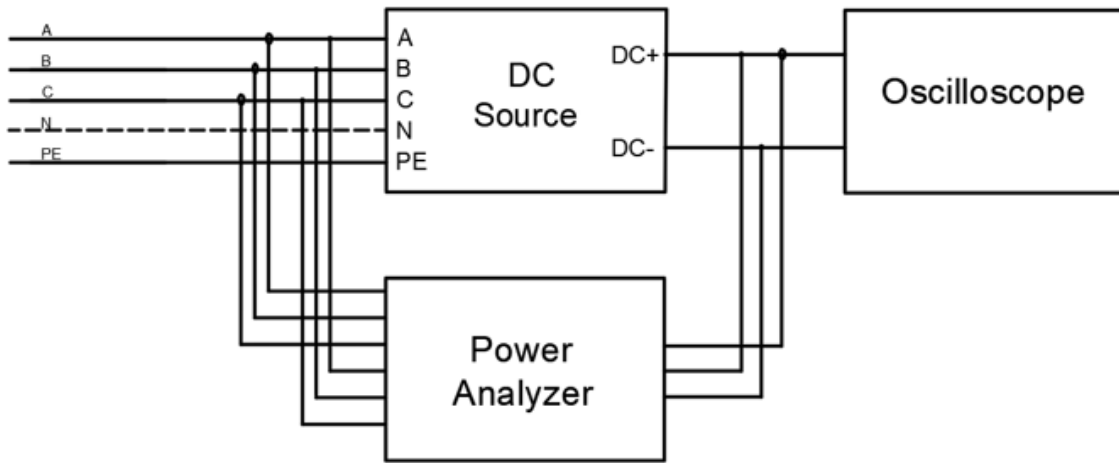 A
B
C
N
PE
A
B
C
N
PE
DC
Source
DC+
DC-
Oscilloscope
Power
Analyzer